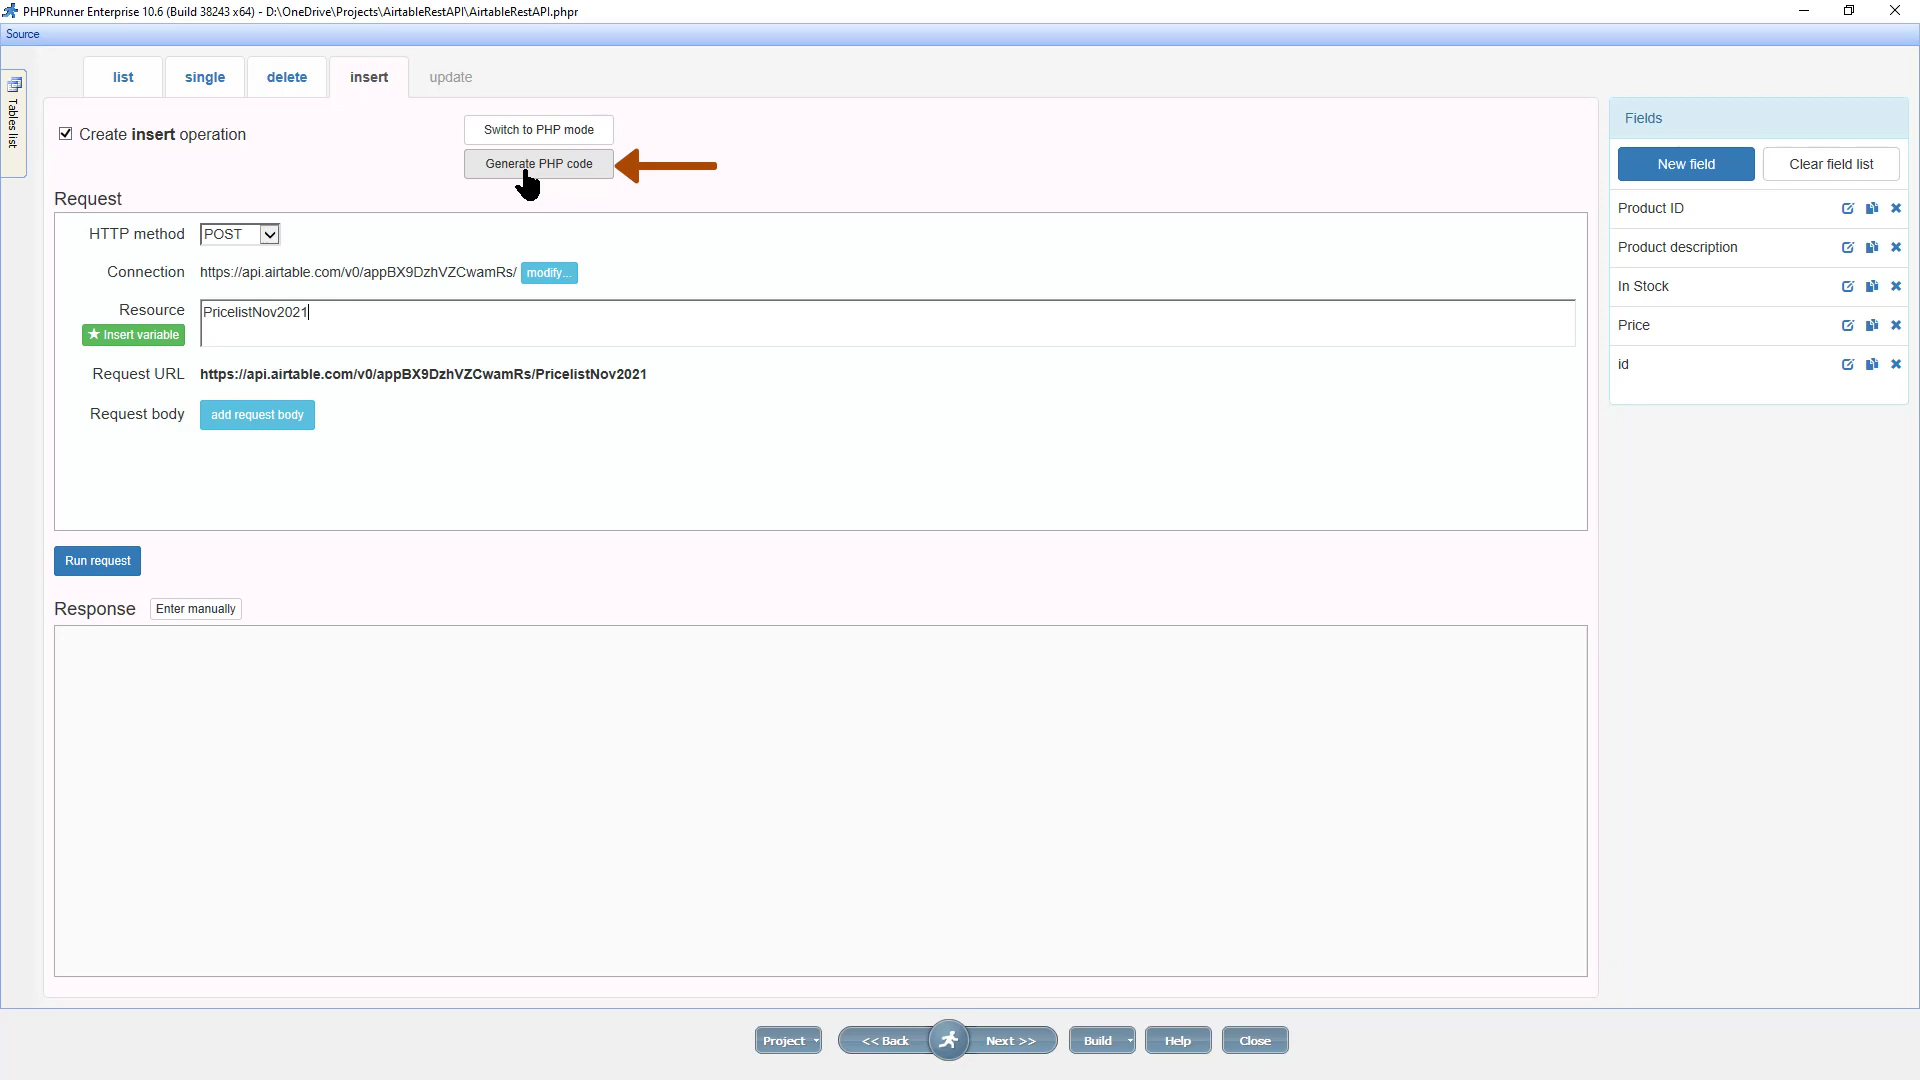 PHPRunner Enterprise 10.6 (Build 38243 x64) - D:\OneDrive\Projects\AirtableRestAPI\AirtableRestAPI.phpr
Source
Tables list
list
single
delete
insert
update
Create insert operation
Switch to PHP mode
Generate PHP code
Request
HTTP method POST
Connection https://api.airtable.com/v0/appBX9DzhVZCwamRs/ modify...
Resource PricelistNov2021
Insert variable
Request URL https://api.airtable.com/v0/appBX9DzhVZCwamRs/PricelistNov2021
Request body add request body
Run request
Response Enter manually
Fields
New field Clear field list
Product ID
Product description
In Stock
Price
id
Project << Back Next >> Build Help Close